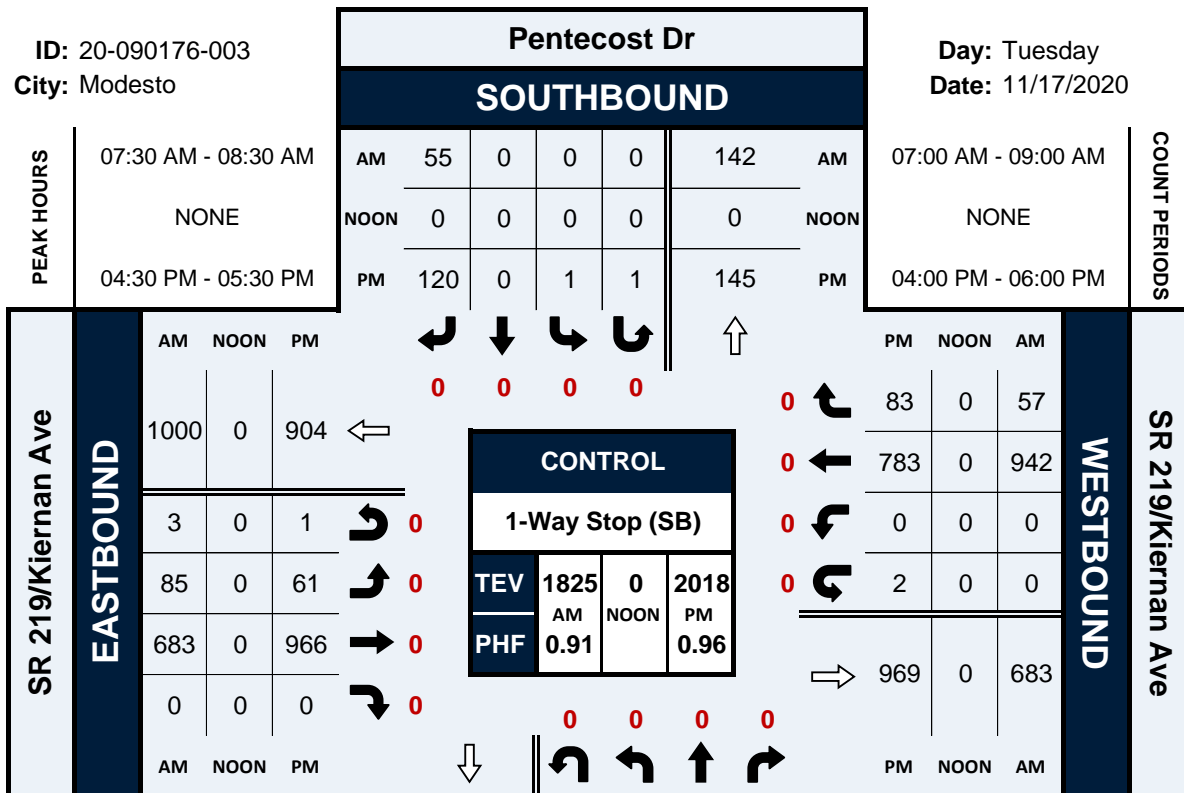 ID: 20-090176-003
City: Modesto
Pentecost Dr
SOUTHBOUND
Day: Tuesday
Date: 11/17/2020
PEAK HOURS
07:30 AM - 08:30 AM
NONE
04:30 PM - 05:30 PM
AM 55 0 0 0 142 AM
NOON 0 0 0 0 0 NOON
PM 120 0 1 1 145 PM
07:00 AM - 09:00 AM
NONE
04:00 PM - 06:00 PM
COUNT PERIODS
0 0 0 0
SR 219/Kiernan Ave
EASTBOUND
AM NOON PM
1000 0 904
3 0 1 0
85 0 61 0
683 0 966 0
0 0 0 0
AM NOON PM
CONTROL
1-Way Stop (SB)
TEV 1825 0 2018
AM NOON PM
PHF 0.91 0.96
PM NOON AM
0 83 0 57
0 783 0 942
0 0 0 0
0 2 0 0
969 0 683
PM NOON AM
WESTBOUND
SR 219/Kiernan Ave
0 0 0 0